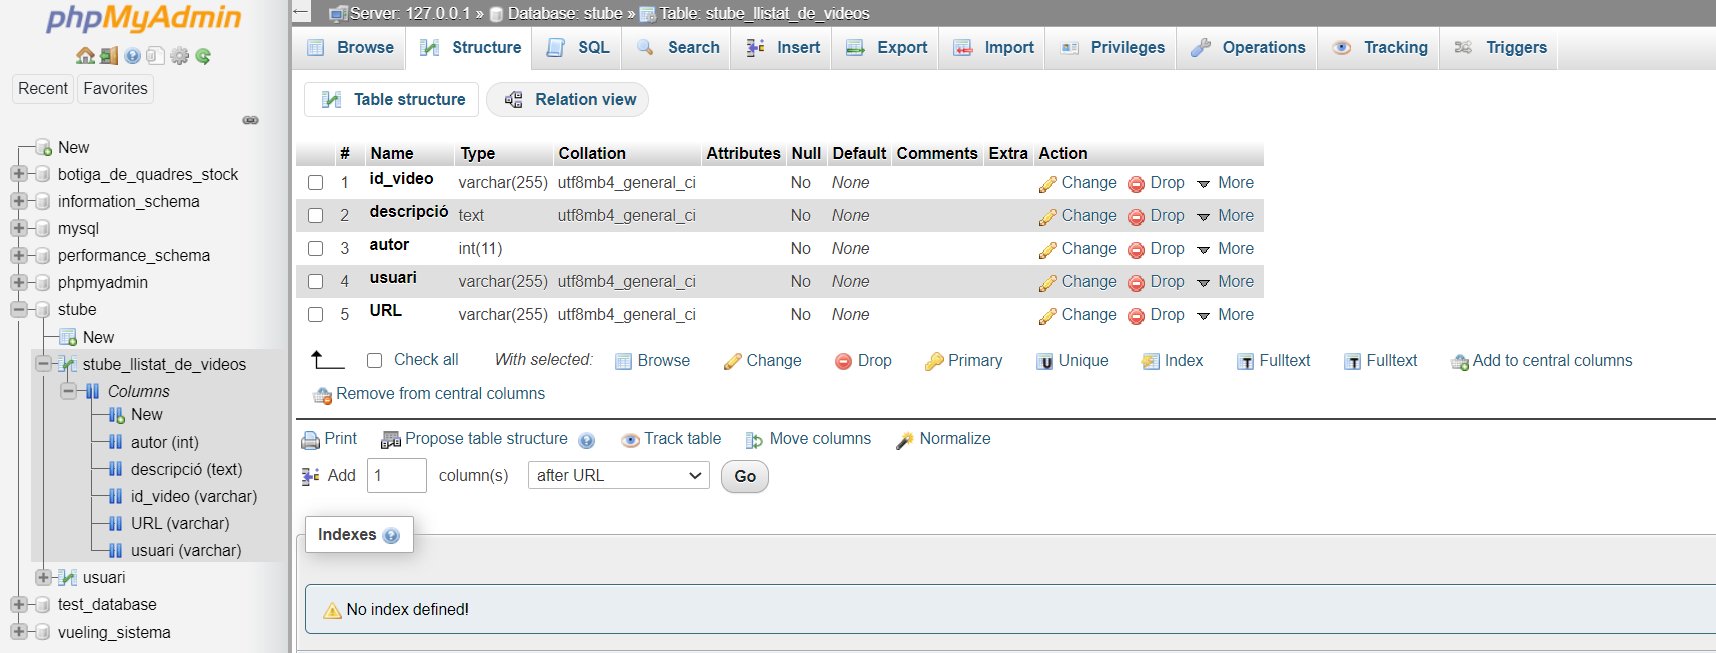 phpMyAdmin
Recent
Favorites
New
botiga_de_quadres_stock
information_schema
mysql
performance_schema
phpmyadmin
stube
New
stube_llistat_de_videos
Columns
New
autor (int)
descripció (text)
id_video (varchar)
URL (varchar)
usuari (varchar)
usuari
test_database
vueling_sistema
Server: 127.0.0.1 » Database: stube » Table: stube_llistat_de_videos
Browse Structure SQL Search Insert Export Import Privileges Operations Tracking Triggers
Table structure Relation view
# Name Type Collation Attributes Null Default Comments Extra Action
1 id_video varchar(255) utf8mb4_general_ci No None Change Drop More
2 descripció text utf8mb4_general_ci No None Change Drop More
3 autor int(11) No None Change Drop More
4 usuari varchar(255) utf8mb4_general_ci No None Change Drop More
5 URL varchar(255) utf8mb4_general_ci No None Change Drop More
Check all With selected: Browse Change Drop Primary Unique Index Fulltext Fulltext Add to central columns
Remove from central columns
Print Propose table structure Track table Move columns Normalize
Add 1 column(s) after URL Go
Indexes
No index defined!